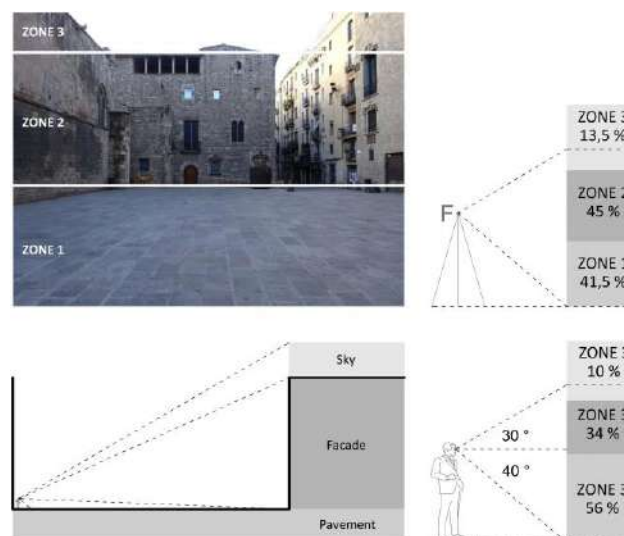 ZONE 3
ZONE 2
ZONE 1
F
ZONE 3
13,5 %
ZONE 2
45 %
ZONE 1
41,5 %
Sky
Facade
Pavement
30 °
40 °
ZONE 3
10 %
ZONE 3
34 %
ZONE 3
56 %